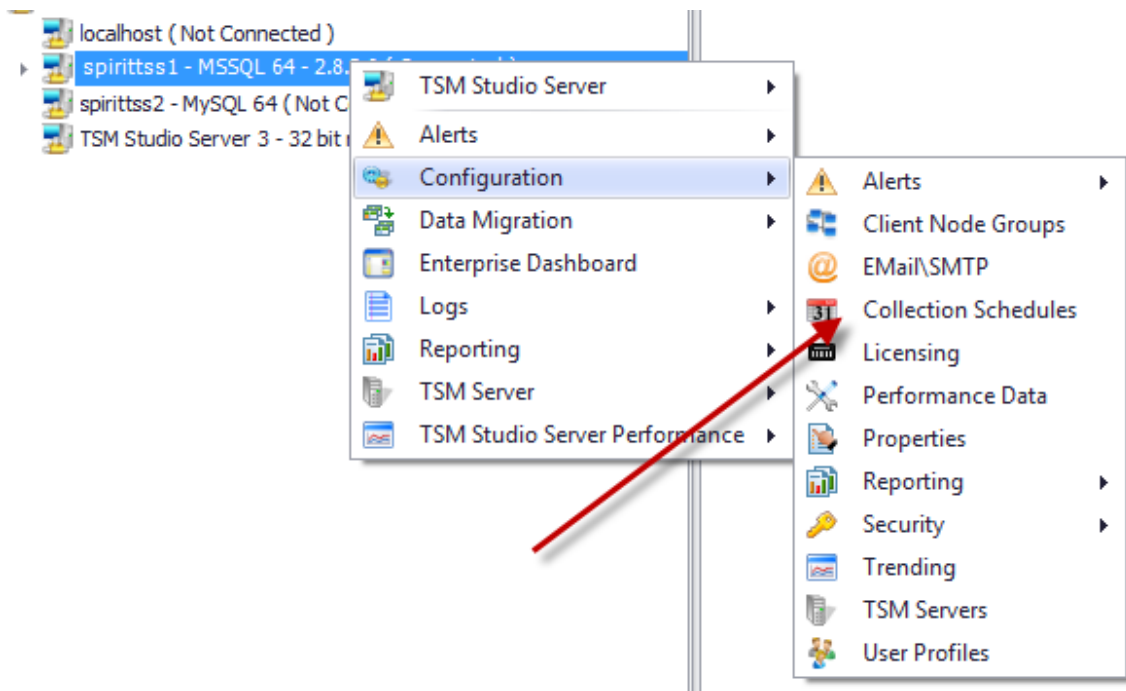 localhost ( Not Connected )
spirittss1 - MSSQL 64 - 2.8.
spirittss2 - MySQL 64 ( Not C
TSM Studio Server 3 - 32 bit
TSM Studio Server
Alerts
Configuration
Data Migration
Enterprise Dashboard
Logs
Reporting
TSM Server
TSM Studio Server Performance
Alerts
Client Node Groups
EMail\SMTP
31
Collection Schedules
Licensing
Performance Data
Properties
Reporting
Security
Trending
TSM Servers
User Profiles